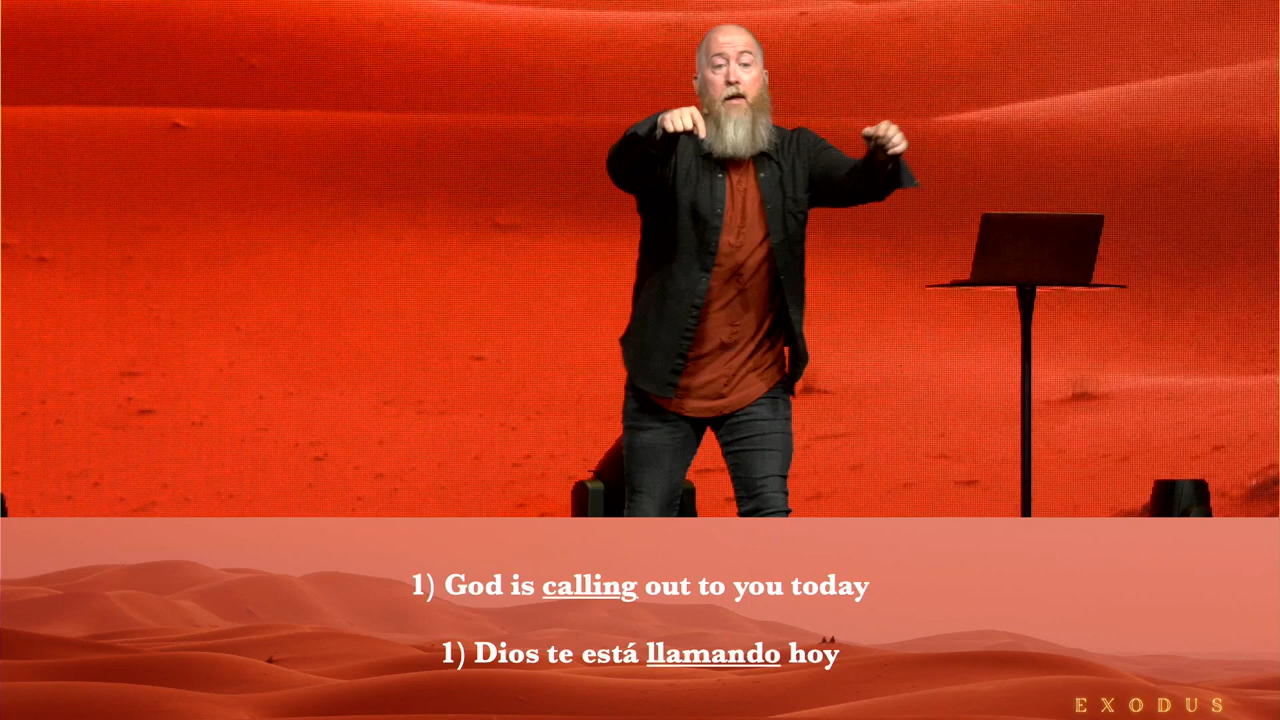 1) God is calling out to you today
1) Dios te está llamando hoy
EXODUS